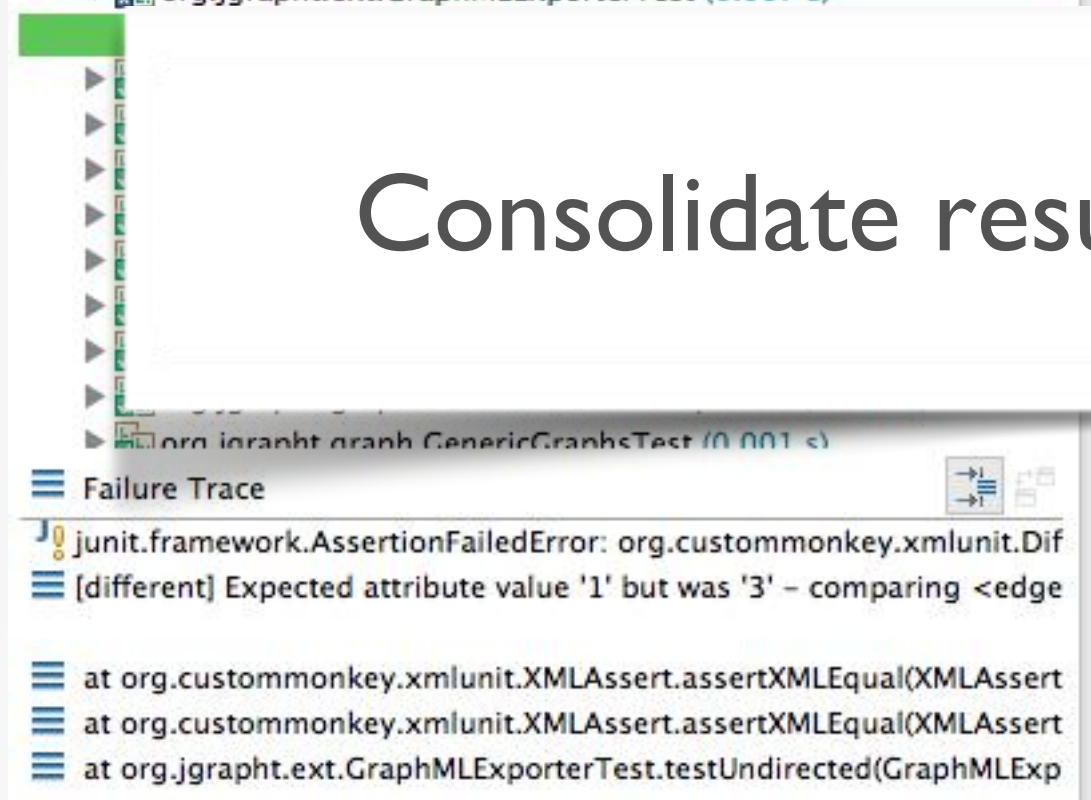 Consolidate resu
org.jgrapht.graph.GenericGraphsTest (0.001 s)
Failure Trace
junit.framework.AssertionFailedError: org.custommonkey.xmlunit.Dif
[different] Expected attribute value '1' but was '3' – comparing <edge
at org.custommonkey.xmlunit.XMLAssert.assertXMLEqual(XMLAssert
at org.custommonkey.xmlunit.XMLAssert.assertXMLEqual(XMLAssert
at org.jgrapht.ext.GraphMLExporterTest.testUndirected(GraphMLExp